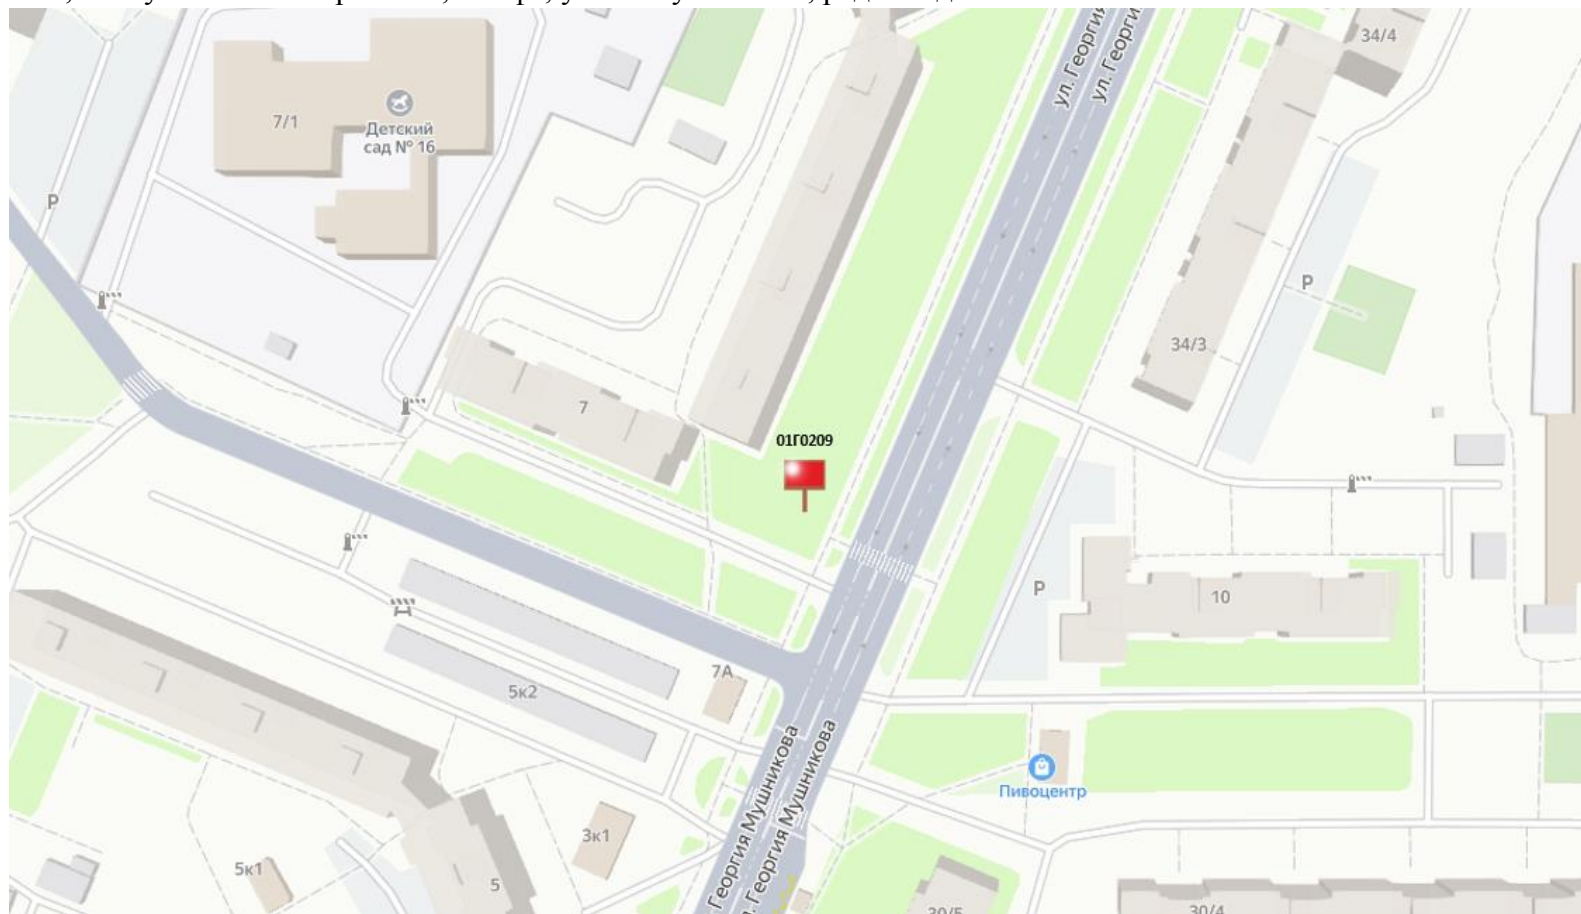 ул. Георгия
ул. Георги
34/4
7/1
Детский
сад № 16
P
P
34/3
7
01Г0209
P
10
7А
5к2
Георгия Мушникова
Георгия Мушникова
Пивоцентр
3к1
5к1
5
30/5
30/4